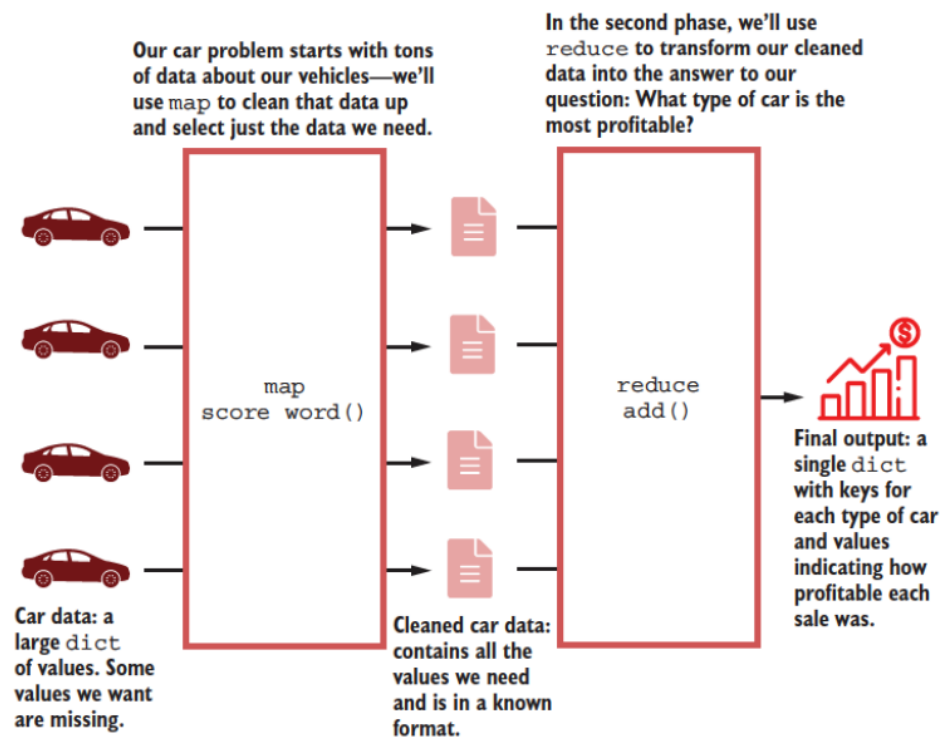 Our car problem starts with tons
of data about our vehicles—we'll
use map to clean that data up
and select just the data we need.
In the second phase, we'll use
reduce to transform our cleaned
data into the answer to our
question: What type of car is the
most profitable?
map
score word()
reduce
add()
$
Final output: a
single dict
with keys for
each type of car
and values
indicating how
profitable each
sale was.
Car data: a
large dict
of values. Some
values we want
are missing.
Cleaned car data:
contains all the
values we need
and is in a known
format.